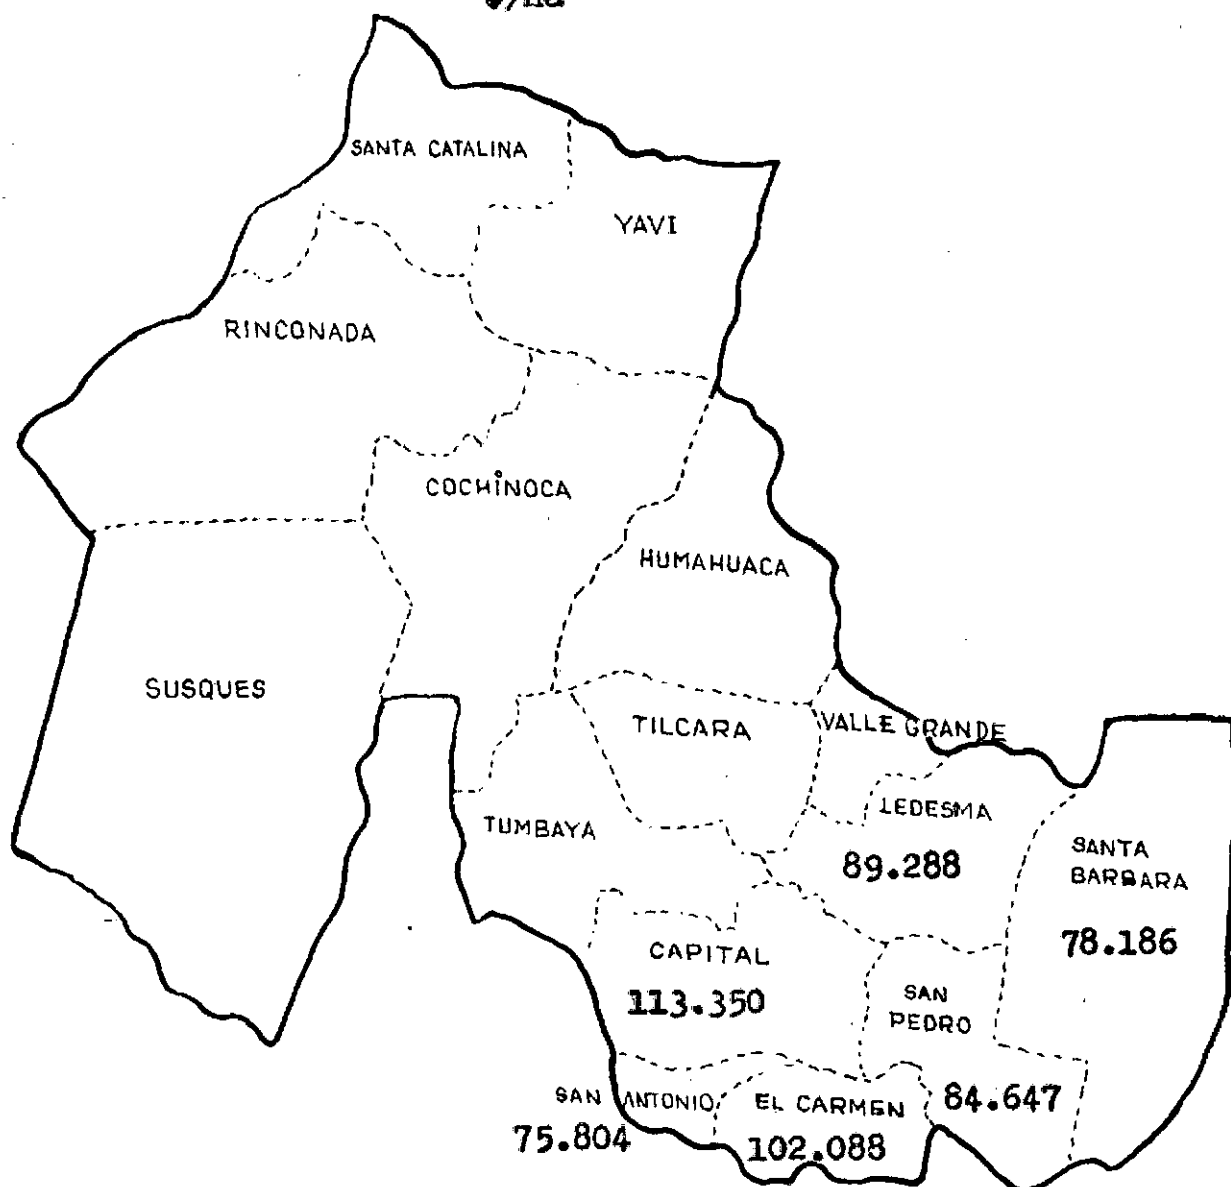 SANTA CATALINA
YAVI
RINCONADA
COCHINOCA
HUMAHUACA
SUSQUES
TILCARA
VALLE GRANDE
LEDESMA
89.288
TUMBAYA
SANTA
BARBARA
78.186
CAPITAL
113.350
SAN
PEDRO
84.647
SAN ANTONIO
75.804
EL CARMEN
102.088